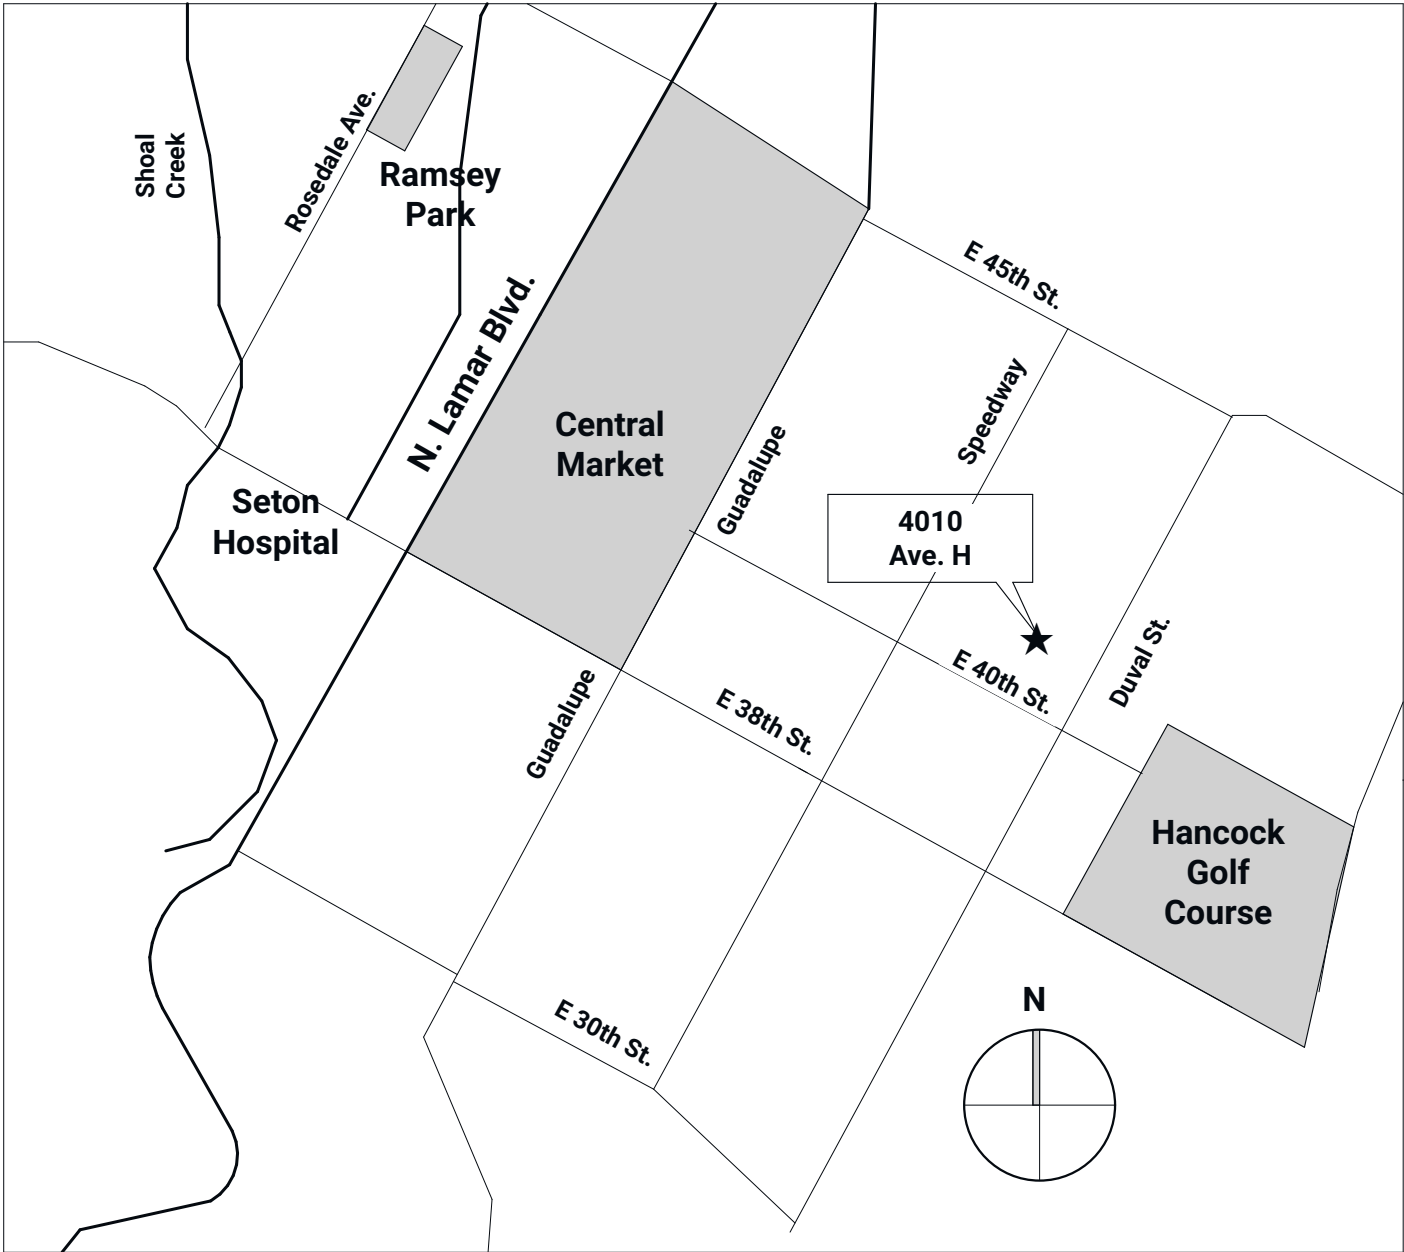 Shoal
Creek
Rosedale Ave.
Ramsey
Park
N. Lamar Blvd.
E 45th St.
Speedway
Central
Market
Guadalupe
Seton
Hospital
4010
Ave. H
Duval St.
E 40th St.
Guadalupe
E 38th St.
Hancock
Golf
Course
E 30th St.
N